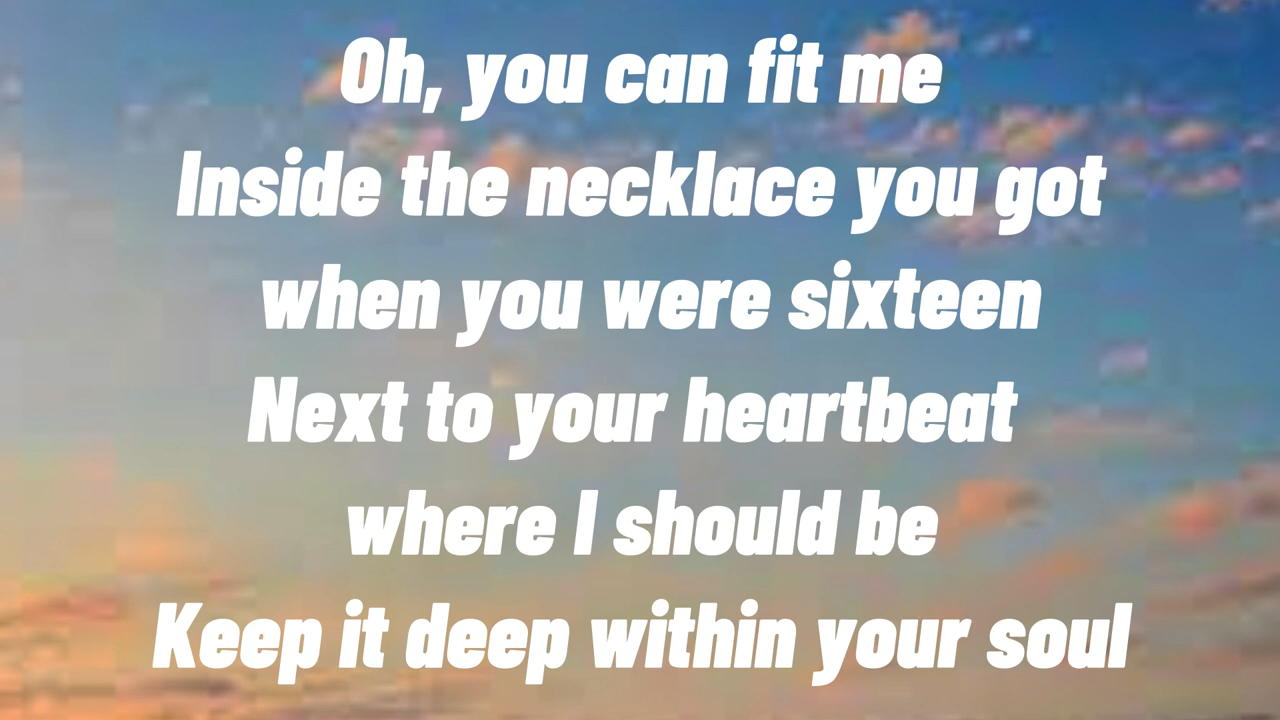 Oh, you can fit me
Inside the necklace you got
when you were sixteen
Next to your heartbeat
where I should be
Keep it deep within your soul